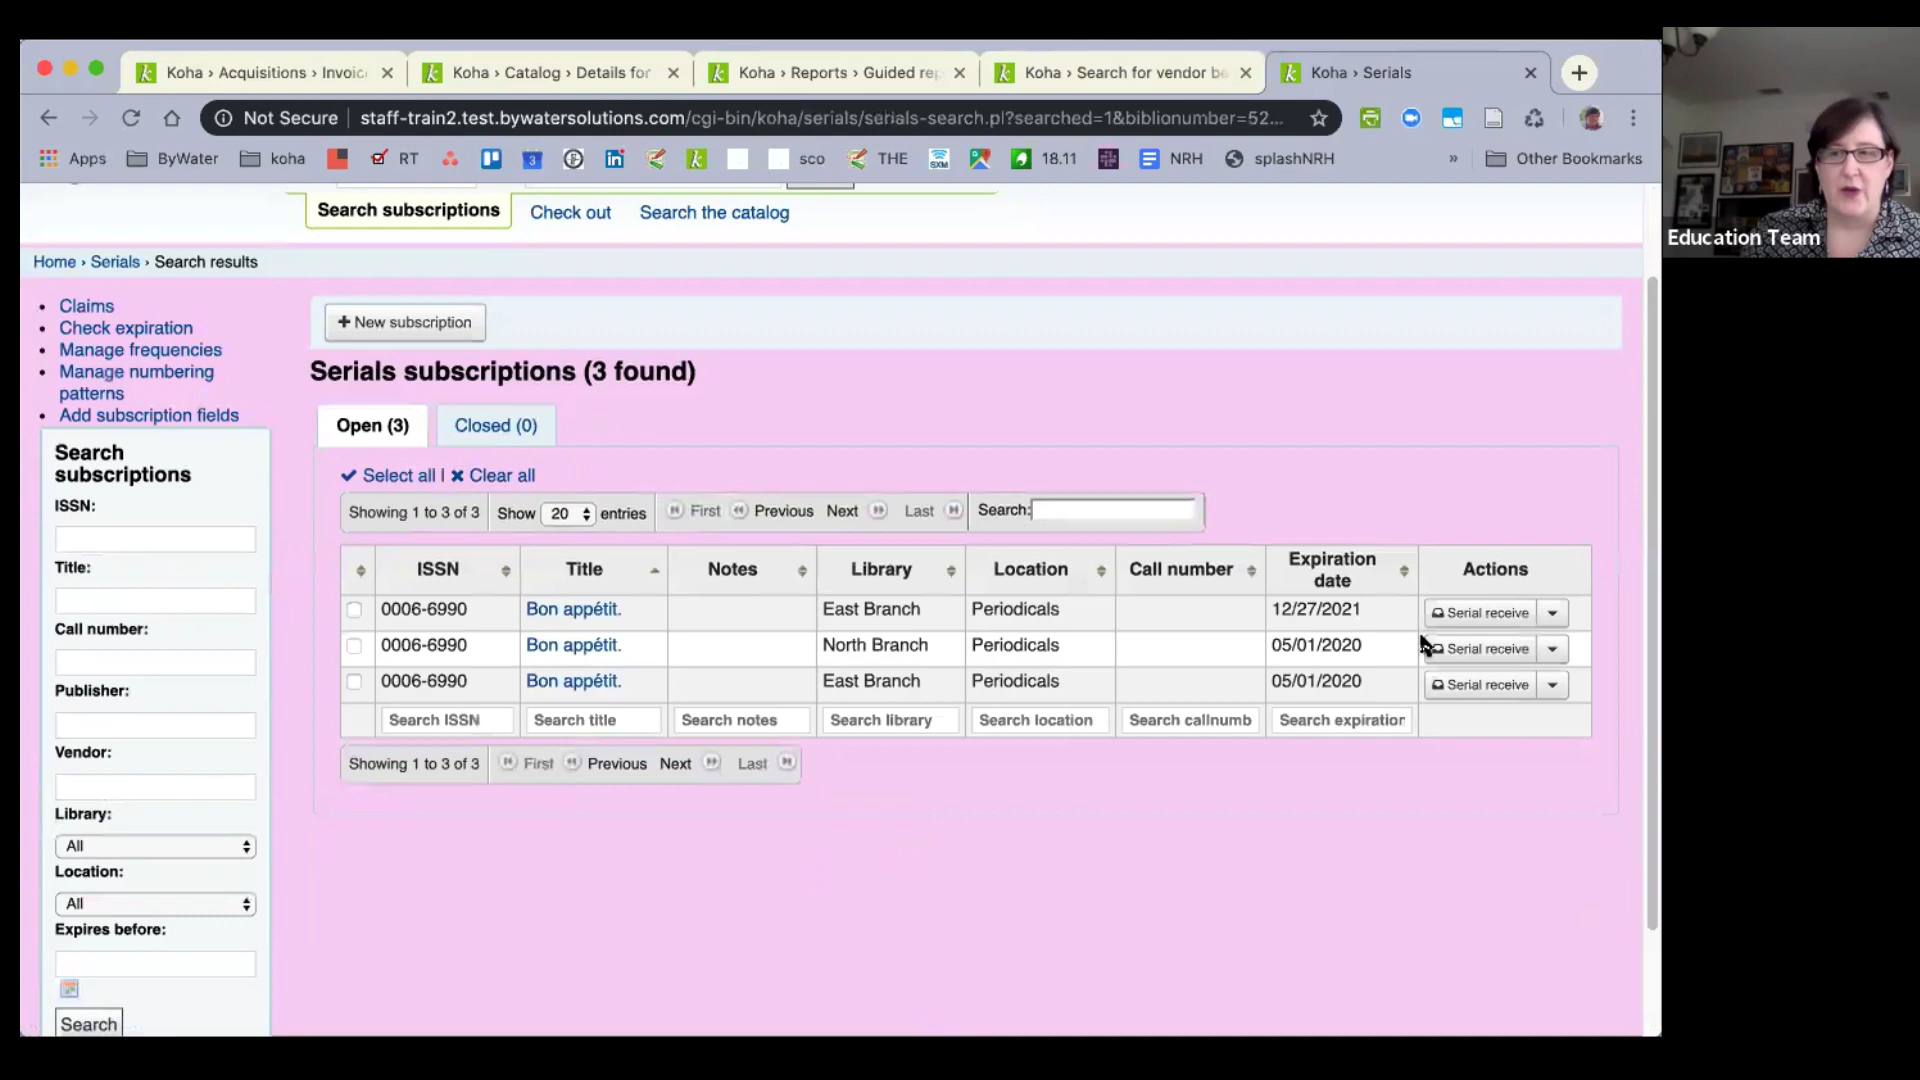 Koha › Acquisitions › Invoic
Koha › Catalog › Details for
Koha › Reports › Guided rep
Koha › Search for vendor be
Koha › Serials
Not Secure | staff-train2.test.bywatersolutions.com/cgi-bin/koha/serials/serials-search.pl?searched=1&biblionumber=52...
Apps ByWater koha RT 3 sco THE SXM 18.11 NRH splashNRH » Other Bookmarks
Education Team
Search subscriptions Check out Search the catalog
Home › Serials › Search results
Claims
Check expiration
Manage frequencies
Manage numbering
patterns
Add subscription fields
Search
subscriptions
ISSN:
Title:
Call number:
Publisher:
Vendor:
Library:
All
Location:
All
Expires before:
Search
+ New subscription
Serials subscriptions (3 found)
Open (3) Closed (0)
Select all | Clear all
Showing 1 to 3 of 3 Show 20 entries First Previous Next Last Search:
ISSN Title Notes Library Location Call number Expiration date Actions
0006-6990 Bon appétit. East Branch Periodicals 12/27/2021 Serial receive
0006-6990 Bon appétit. North Branch Periodicals 05/01/2020 Serial receive
0006-6990 Bon appétit. East Branch Periodicals 05/01/2020 Serial receive
Search ISSN Search title Search notes Search library Search location Search callnumb Search expiration
Showing 1 to 3 of 3 First Previous Next Last